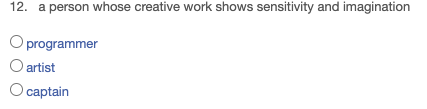 12. a person whose creative work shows sensitivity and imagination
programmer
artist
captain